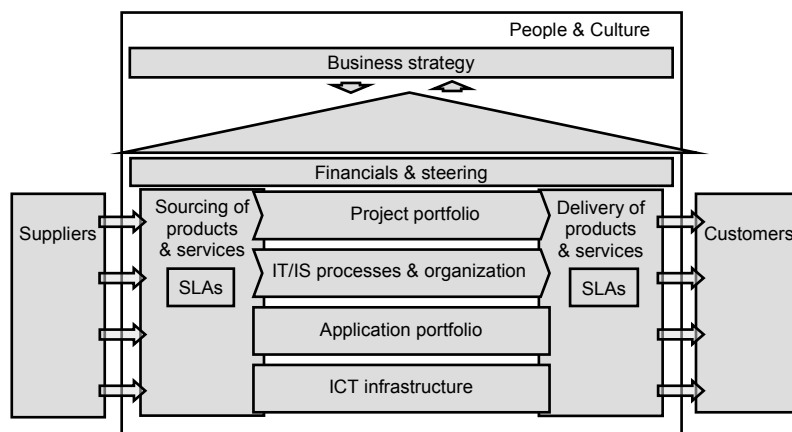 People & Culture
Business strategy
Financials & steering
Suppliers
Sourcing of
products
& services
SLAs
Project portfolio
IT/IS processes & organization
Application portfolio
ICT infrastructure
Delivery of
products
& services
SLAs
Customers